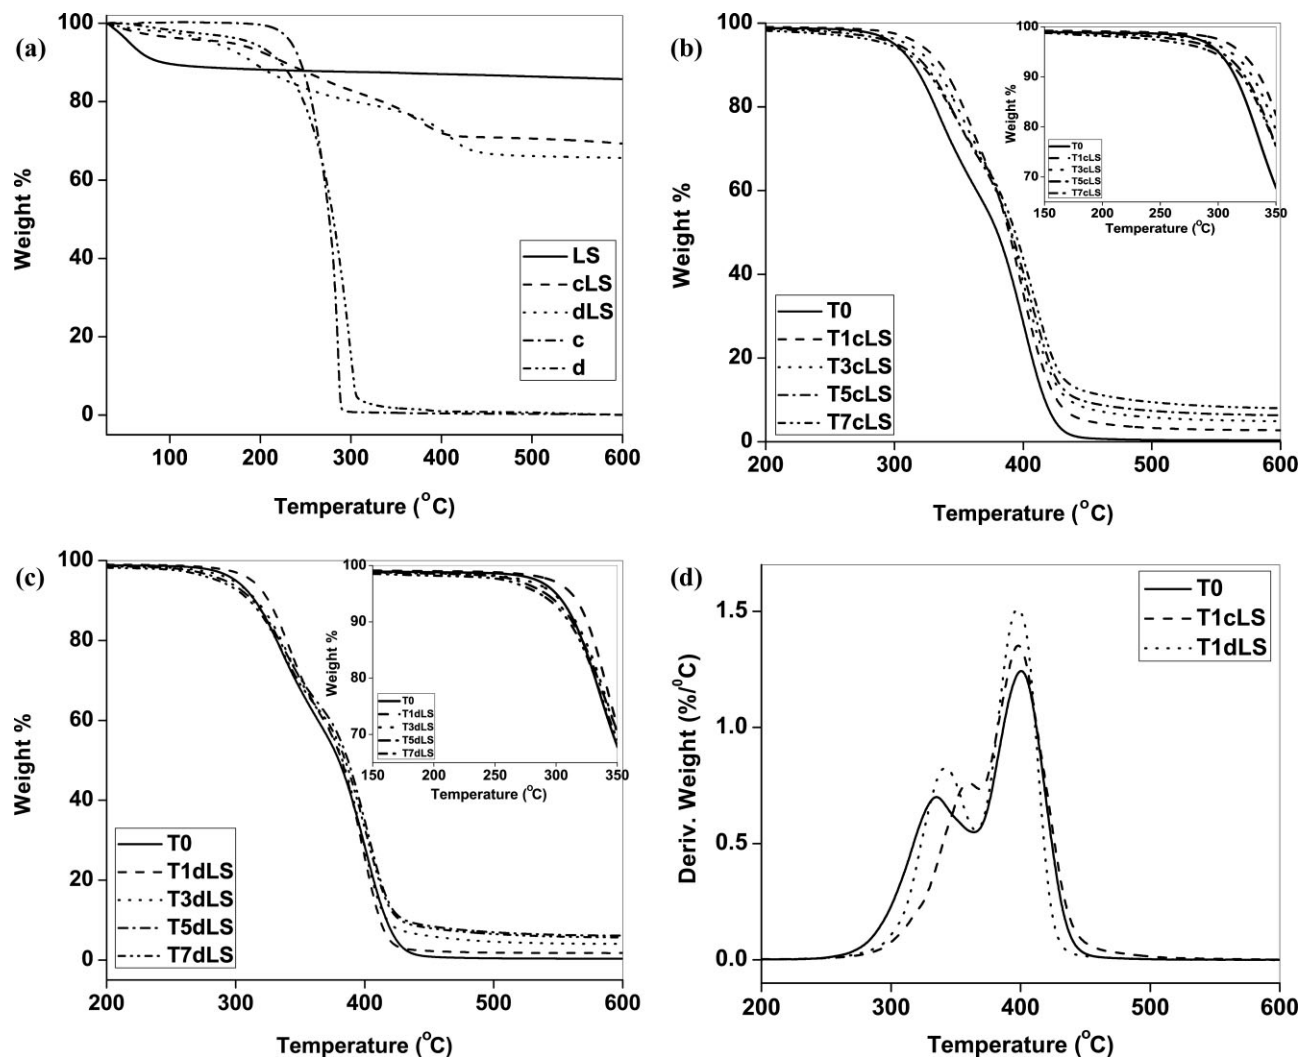 (a)
100
80
60
40
20
0
Weight %
100
200
300
400
500
600
Temperature (°C)
LS
cLS
dLS
c
d
(b)
100
80
60
40
20
0
Weight %
200
300
400
500
600
Temperature (°C)
T0
T1cLS
T3cLS
T5cLS
T7cLS
100
90
80
70
Weight %
150
200
250
300
350
Temperature (°C)
T0
T1cLS
T3cLS
T5cLS
T7cLS
(c)
100
80
60
40
20
0
Weight %
200
300
400
500
600
Temperature (°C)
T0
T1dLS
T3dLS
T5dLS
T7dLS
100
90
80
70
Weight %
150
200
250
300
350
Temperature (°C)
T0
T1dLS
T3dLS
T5dLS
T7dLS
(d)
1.5
1.0
0.5
0.0
Deriv. Weight (%/⁰C)
200
300
400
500
600
Temperature (°C)
T0
T1cLS
T1dLS